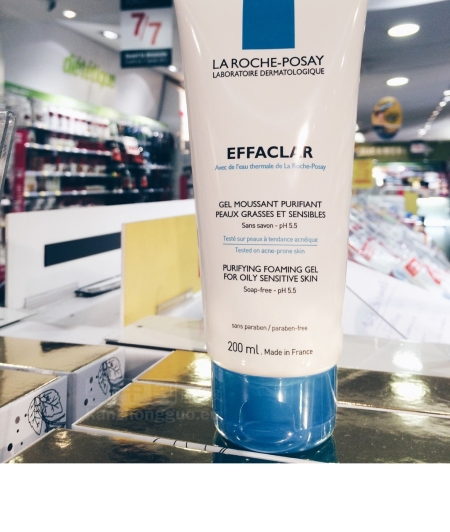 7/7
diététique
LA ROCHE-POSAY
LABORATOIRE DERMATOLOGIQUE
EFFACLAR
Avec de l'eau thermale de La Roche-Posay
GEL MOUSSANT PURIFIANT
PEAUX GRASSES ET SENSIBLES
Sans savon - pH 5.5
Testé sur peaux à tendance acnéique
Tested on acne-prone skin
PURIFYING FOAMING GEL
FOR OILY SENSITIVE SKIN
Soap-free - pH 5.5
sans paraben / paraben-free
200 ml. Made in France